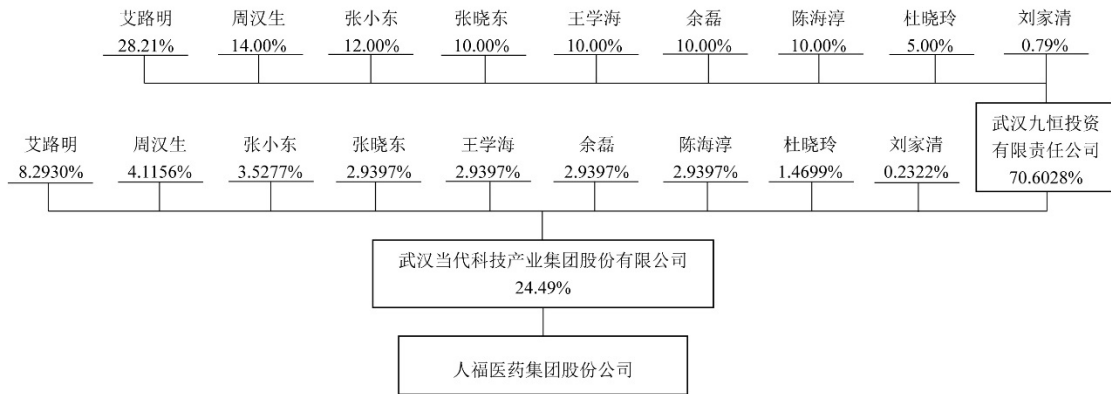 艾路明 周汉生 张小东 张晓东 王学海 余磊 陈海淳 杜晓玲 刘家清
28.21% 14.00% 12.00% 10.00% 10.00% 10.00% 10.00% 5.00% 0.79%
武汉九恒投资
有限责任公司
70.6028%
艾路明 周汉生 张小东 张晓东 王学海 余磊 陈海淳 杜晓玲 刘家清
8.2930% 4.1156% 3.5277% 2.9397% 2.9397% 2.9397% 2.9397% 1.4699% 0.2322%
武汉当代科技产业集团股份有限公司
24.49%
人福医药集团股份公司